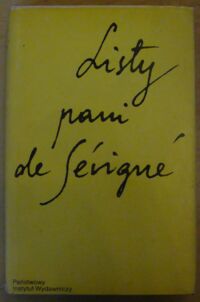 Listy
pani
de Sévigné
Państwowy
Instytut Wydawniczy